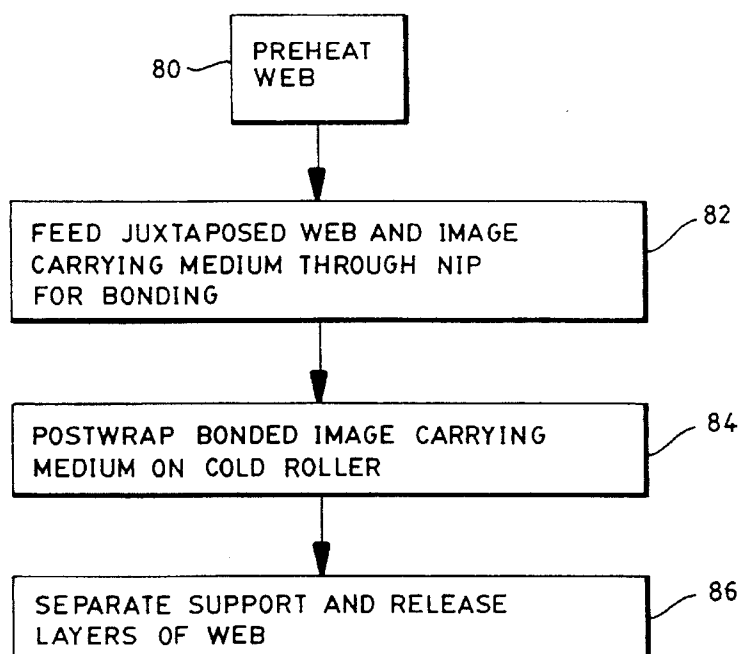 80
PREHEAT
WEB
82
FEED JUXTAPOSED WEB AND IMAGE
CARRYING MEDIUM THROUGH NIP
FOR BONDING
84
POSTWRAP BONDED IMAGE CARRYING
MEDIUM ON COLD ROLLER
86
SEPARATE SUPPORT AND RELEASE
LAYERS OF WEB